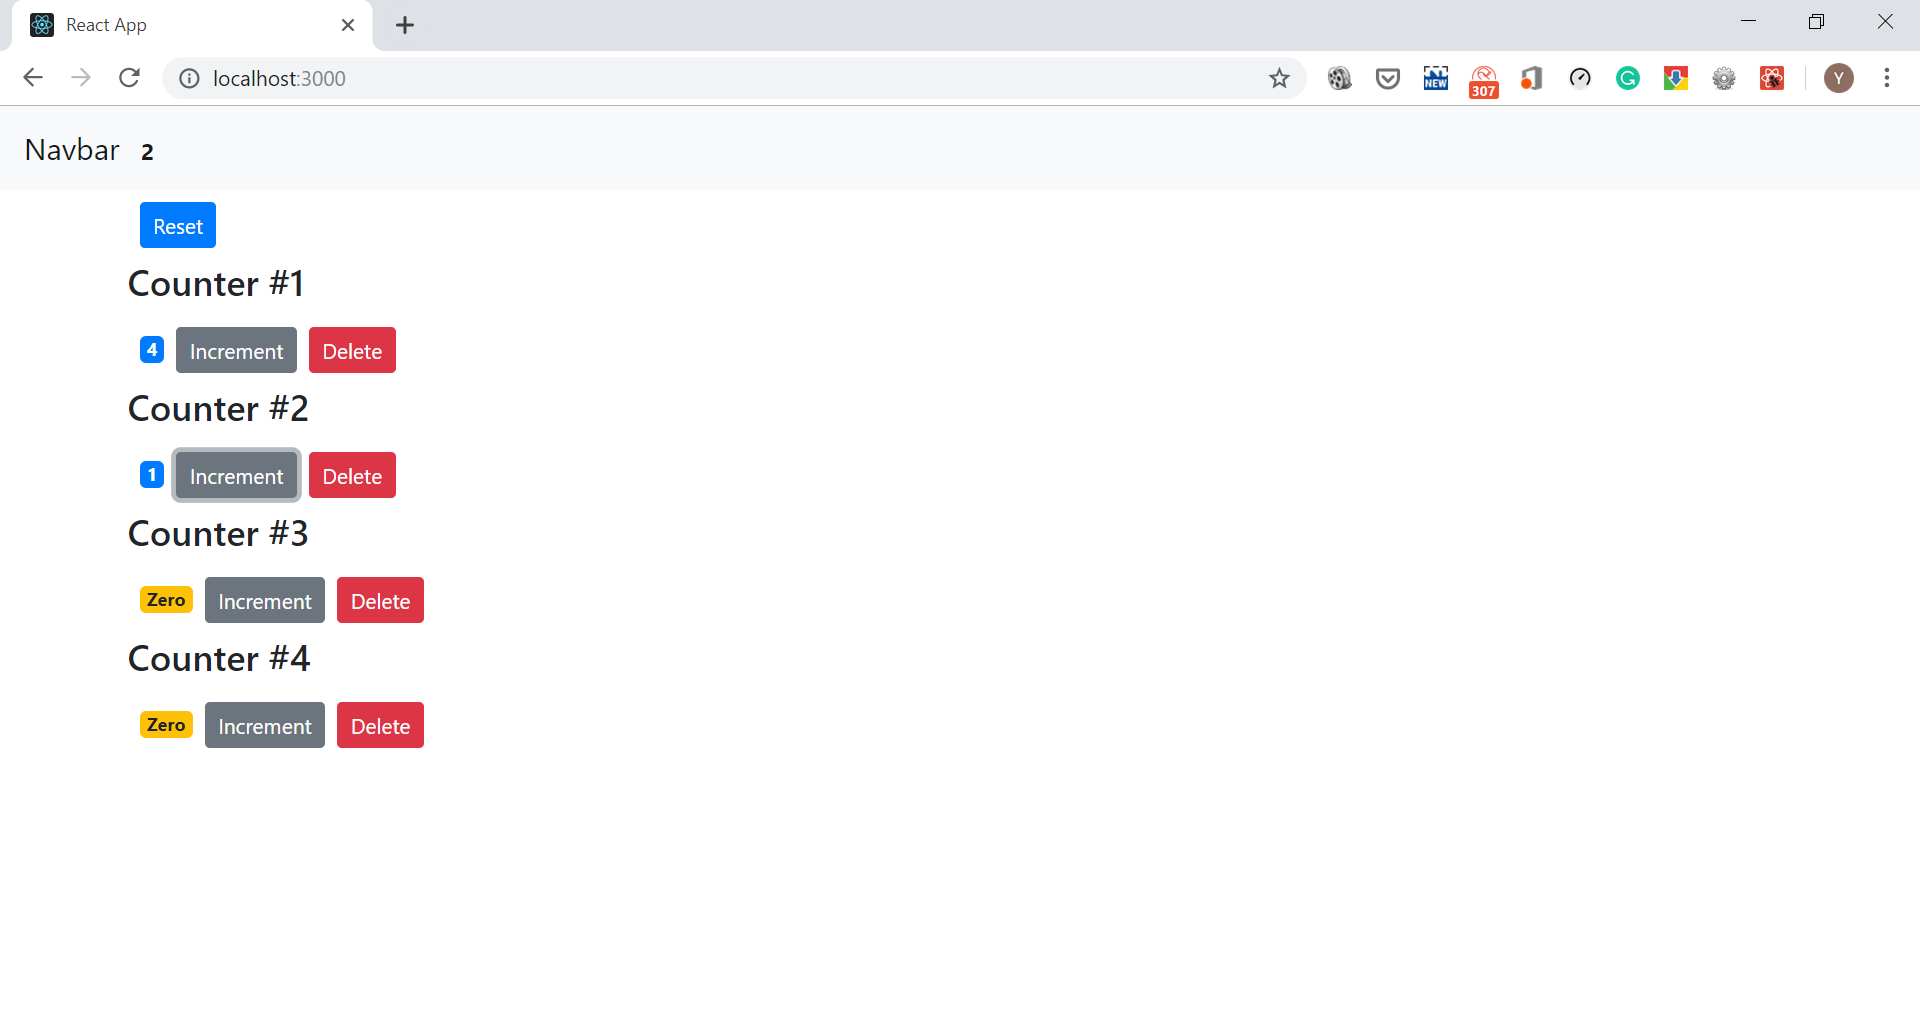 React App
localhost:3000
NEW
307
Y
Navbar 2
Reset
Counter #1
4 Increment Delete
Counter #2
1 Increment Delete
Counter #3
Zero Increment Delete
Counter #4
Zero Increment Delete